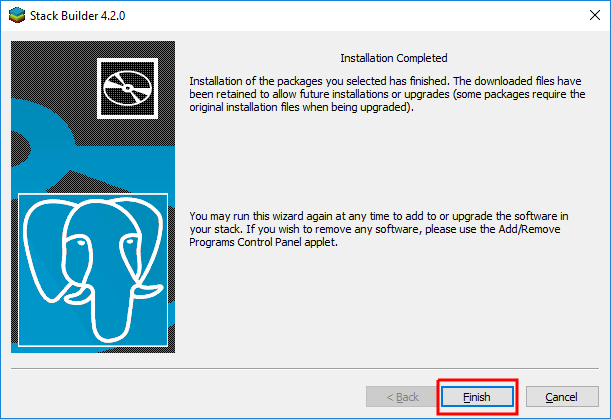 Stack Builder 4.2.0
Installation Completed
Installation of the packages you selected has finished. The downloaded files have
been retained to allow future installations or upgrades (some packages require the
original installation files when being upgraded).
You may run this wizard again at any time to add to or upgrade the software in
your stack. If you wish to remove any software, please use the Add/Remove
Programs Control Panel applet.
< Back
Finish
Cancel